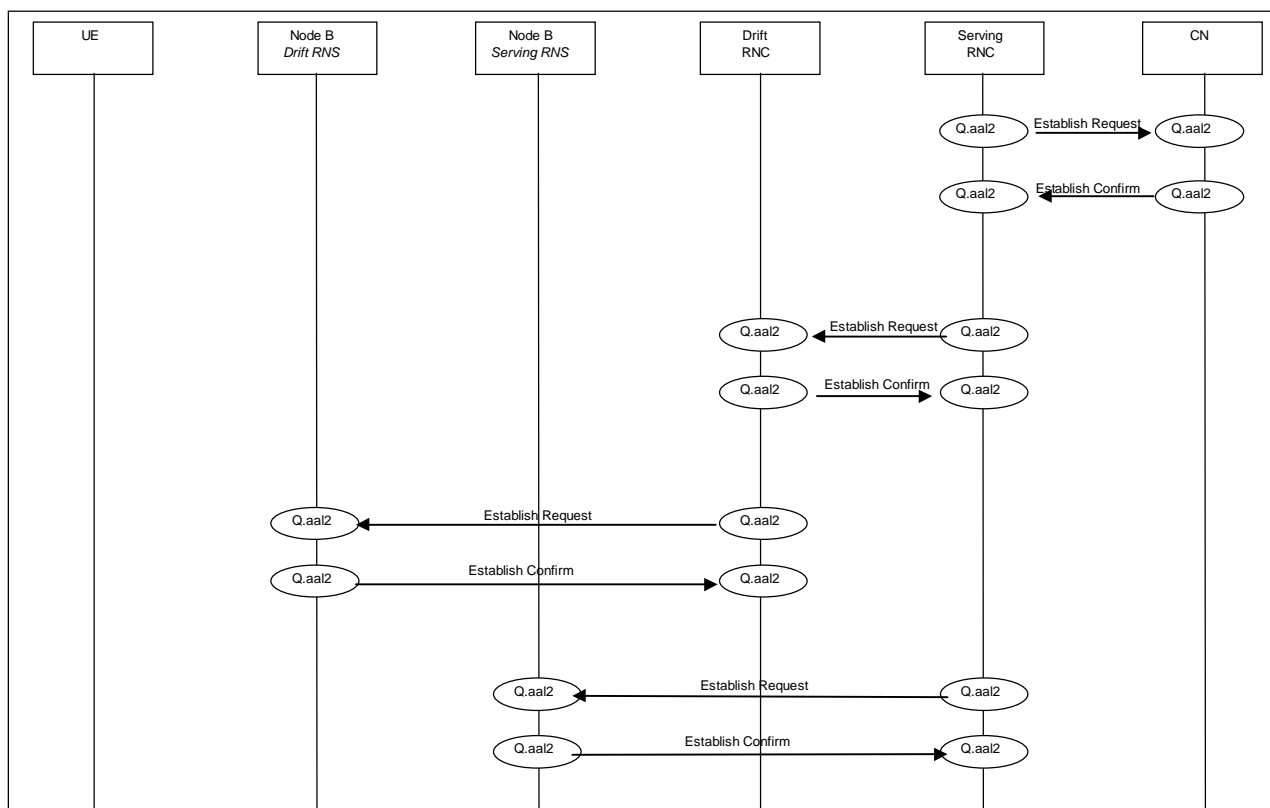 UE
Node B
Drift RNS
Node B
Serving RNS
Drift
RNC
Serving
RNC
CN
Q.aal2
Establish Request
Q.aal2
Q.aal2
Establish Confirm
Q.aal2
Q.aal2
Establish Request
Q.aal2
Q.aal2
Establish Confirm
Q.aal2
Q.aal2
Establish Request
Q.aal2
Q.aal2
Establish Confirm
Q.aal2
Q.aal2
Establish Request
Q.aal2
Q.aal2
Establish Confirm
Q.aal2